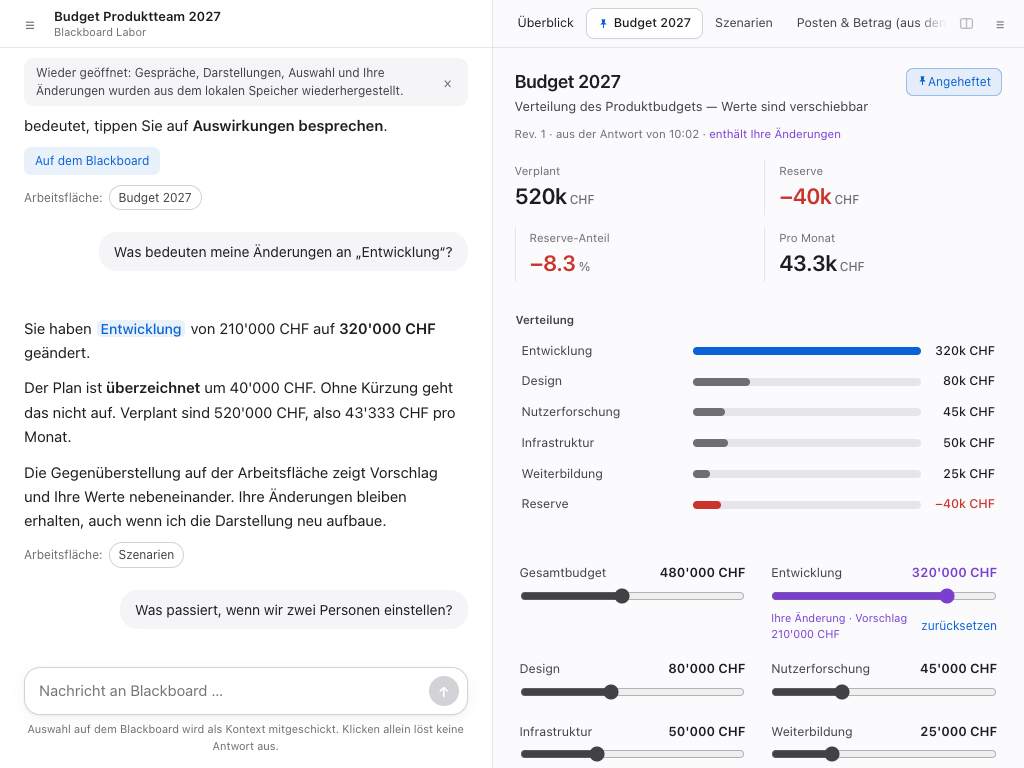 Budget Produktteam 2027
Blackboard Labor
Wieder geöffnet: Gespräche, Darstellungen, Auswahl und Ihre
Änderungen wurden aus dem lokalen Speicher wiederhergestellt.
bedeutet, tippen Sie auf Auswirkungen besprechen.
Auf dem Blackboard
Arbeitsfläche: Budget 2027
Was bedeuten meine Änderungen an „Entwicklung“?
Sie haben Entwicklung von 210'000 CHF auf 320'000 CHF
geändert.
Der Plan ist überzeichnet um 40'000 CHF. Ohne Kürzung geht
das nicht auf. Verplant sind 520'000 CHF, also 43'333 CHF pro
Monat.
Die Gegenüberstellung auf der Arbeitsfläche zeigt Vorschlag
und Ihre Werte nebeneinander. Ihre Änderungen bleiben
erhalten, auch wenn ich die Darstellung neu aufbaue.
Arbeitsfläche: Szenarien
Was passiert, wenn wir zwei Personen einstellen?
Nachricht an Blackboard ...
Auswahl auf dem Blackboard wird als Kontext mitgeschickt. Klicken allein löst keine
Antwort aus.
Überblick Budget 2027 Szenarien Posten & Betrag (aus den
Budget 2027
Angeheftet
Verteilung des Produktbudgets — Werte sind verschiebbar
Rev. 1 · aus der Antwort von 10:02 · enthält Ihre Änderungen
Verplant
520k CHF
Reserve
−40k CHF
Reserve-Anteil
−8.3 %
Pro Monat
43.3k CHF
Verteilung
Entwicklung 320k CHF
Design 80k CHF
Nutzerforschung 45k CHF
Infrastruktur 50k CHF
Weiterbildung 25k CHF
Reserve −40k CHF
Gesamtbudget 480'000 CHF
Entwicklung 320'000 CHF
Ihre Änderung · Vorschlag
210'000 CHF
zurücksetzen
Design 80'000 CHF
Nutzerforschung 45'000 CHF
Infrastruktur 50'000 CHF
Weiterbildung 25'000 CHF